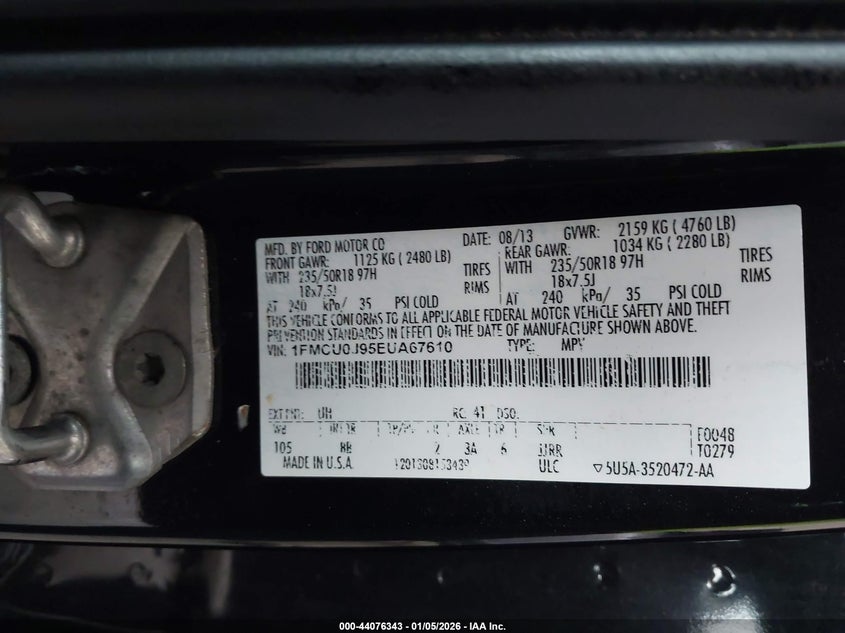 MFD. BY FORD MOTOR CO DATE: 08/13 GVWR: 2159 KG ( 4760 LB)
FRONT GAWR: 1125 KG ( 2480 LB) REAR GAWR: 1034 KG ( 2280 LB)
WITH 235/50R18 97H TIRES WITH 235/50R18 97H TIRES
18x7.5J RIMS 18x7.5J RIMS
AT 240 kPa/ 35 PSI COLD AT 240 kPa/ 35 PSI COLD
THIS VEHICLE CONFORMS TO ALL APPLICABLE FEDERAL MOTOR VEHICLE SAFETY AND THEFT
PREVENTION STANDARDS IN EFFECT ON THE DATE OF MANUFACTURE SHOWN ABOVE.
VIN: 1FMCU0J95EUA67610 TYPE: MPV
EXT PNT: UH RC: 41 DSO:
WB AXLE TR SPR F0048
105 2 3A 6 T0279
MADE IN U.S.A. ULC ▽5U5A-3520472-AA
000-44076343 - 01/05/2026 - IAA Inc.